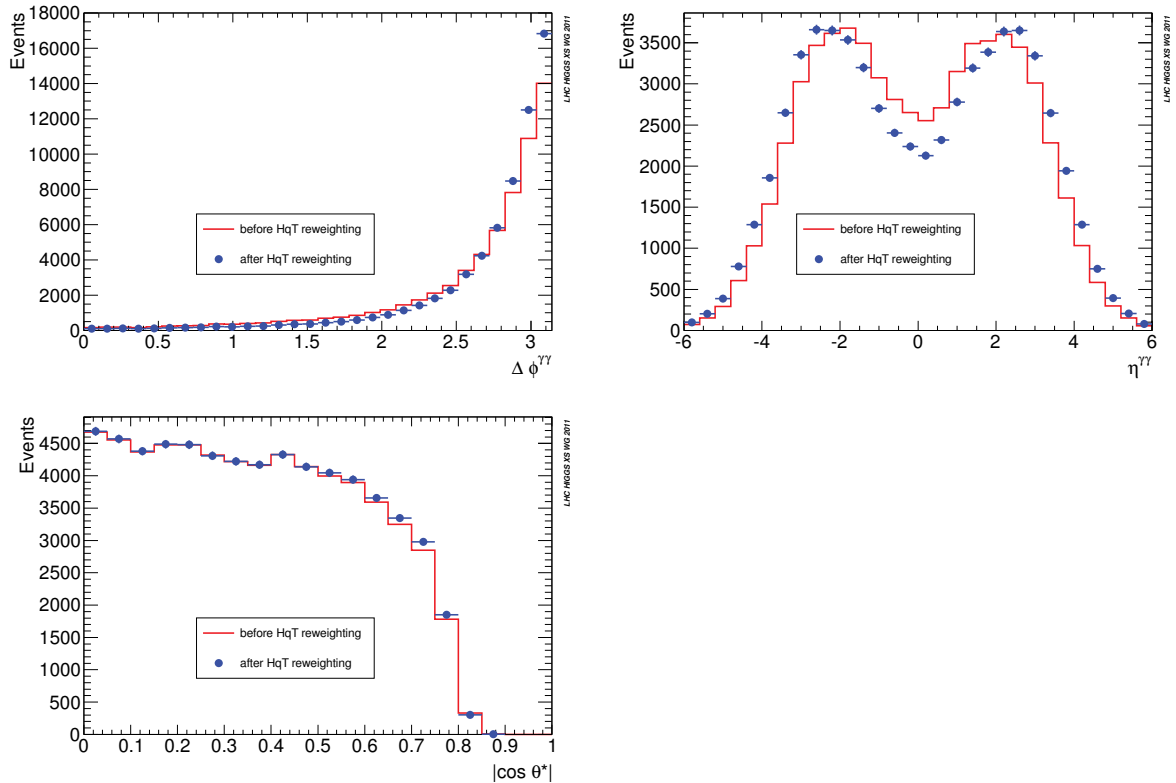 Events
18000
16000
14000
12000
10000
8000
6000
4000
2000
0
0 0.5 1 1.5 2 2.5 3
Δ ϕ^γγ
before HqT reweighting
after HqT reweighting
LHC HIGGS XS WG 2011
Events
3500
3000
2500
2000
1500
1000
500
0
-6 -4 -2 0 2 4 6
η^γγ
before HqT reweighting
after HqT reweighting
LHC HIGGS XS WG 2011
Events
4500
4000
3500
3000
2500
2000
1500
1000
500
0
0 0.1 0.2 0.3 0.4 0.5 0.6 0.7 0.8 0.9 1
|cos θ*|
before HqT reweighting
after HqT reweighting
LHC HIGGS XS WG 2011